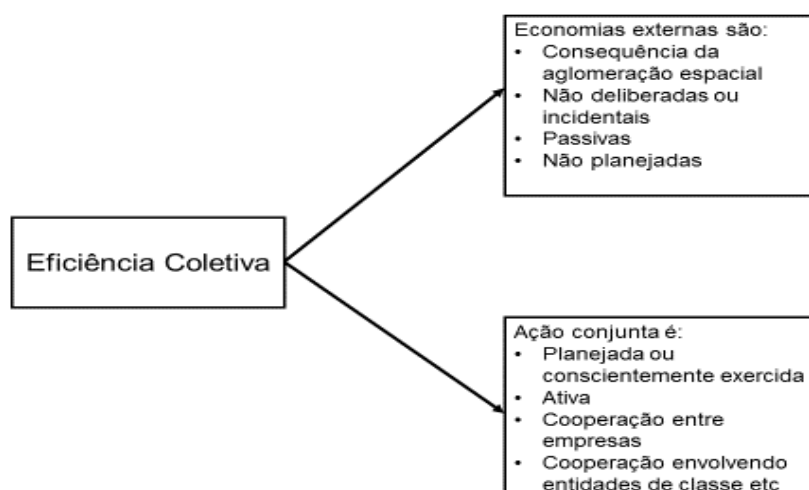 Economias externas são:
• Consequência da
aglomeração espacial
• Não deliberadas ou
incidentais
• Passivas
• Não planejadas
Eficiência Coletiva
Ação conjunta é:
• Planejada ou
conscientemente exercida
• Ativa
• Cooperação entre
empresas
• Cooperação envolvendo
entidades de classe etc